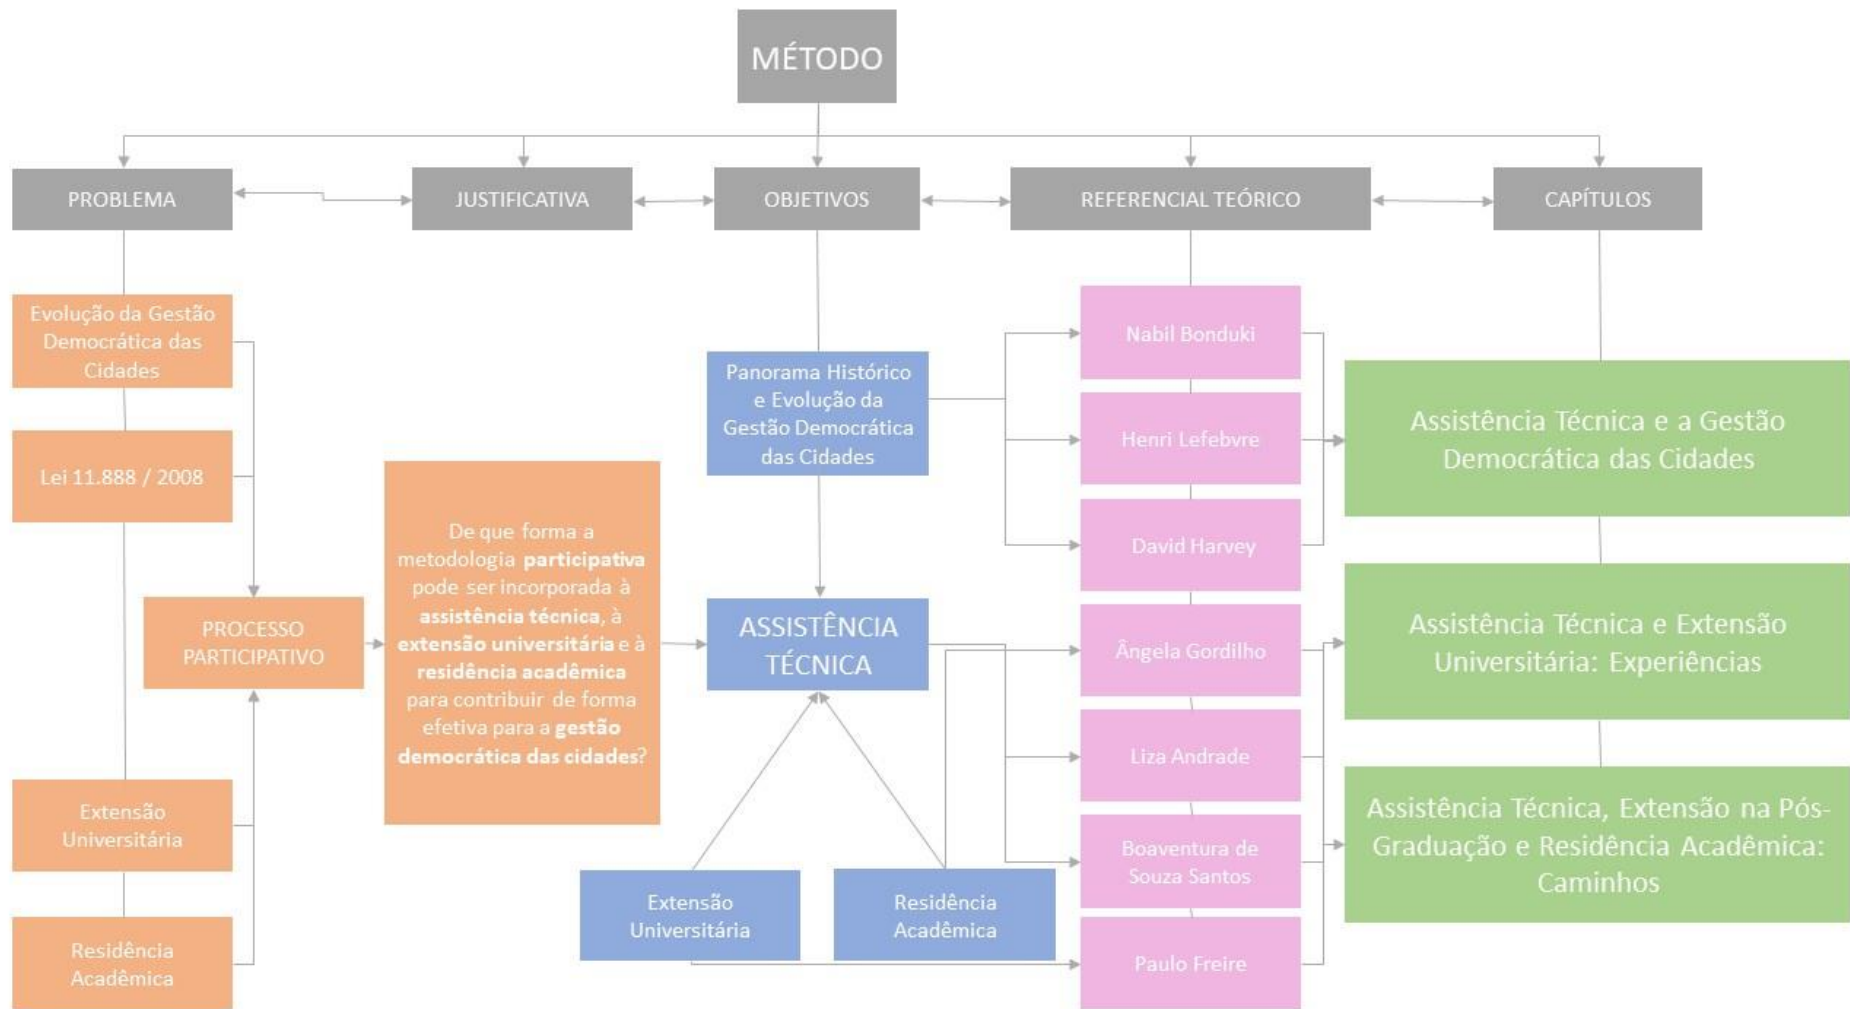 MÉTODO
PROBLEMA
JUSTIFICATIVA
OBJETIVOS
REFERENCIAL TEÓRICO
CAPÍTULOS
Evolução da Gestão
Democrática das
Cidades
Lei 11.888 / 2008
Extensão
Universitária
Residência
Acadêmica
PROCESSO
PARTICIPATIVO
De que forma a
metodologia participativa
pode ser incorporada à
assistência técnica, à
extensão universitária e à
residência acadêmica
para contribuir de forma
efetiva para a gestão
democrática das cidades?
Panorama Histórico
e Evolução da
Gestão Democrática
das Cidades
ASSISTÊNCIA
TÉCNICA
Extensão
Universitária
Residência
Acadêmica
Nabil Bonduki
Henri Lefebvre
David Harvey
Ângela Gordilho
Liza Andrade
Boaventura de
Souza Santos
Paulo Freire
Assistência Técnica e a Gestão
Democrática das Cidades
Assistência Técnica e Extensão
Universitária: Experiências
Assistência Técnica, Extensão na Pós-
Graduação e Residência Acadêmica:
Caminhos